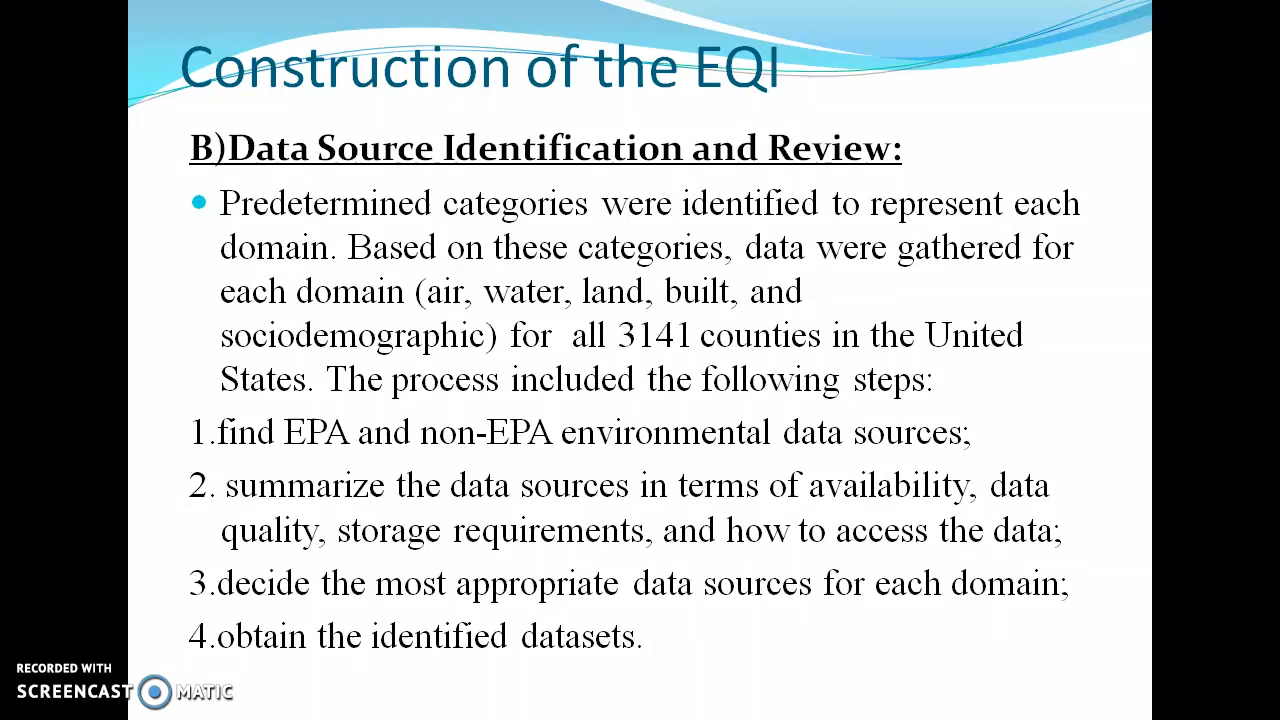 Construction of the EQI
B)Data Source Identification and Review:
Predetermined categories were identified to represent each
domain. Based on these categories, data were gathered for
each domain (air, water, land, built, and
sociodemographic) for all 3141 counties in the United
States. The process included the following steps:
1.find EPA and non-EPA environmental data sources;
2. summarize the data sources in terms of availability, data
quality, storage requirements, and how to access the data;
3.decide the most appropriate data sources for each domain;
4.obtain the identified datasets.
RECORDED WITH
SCREENCAST MATIC